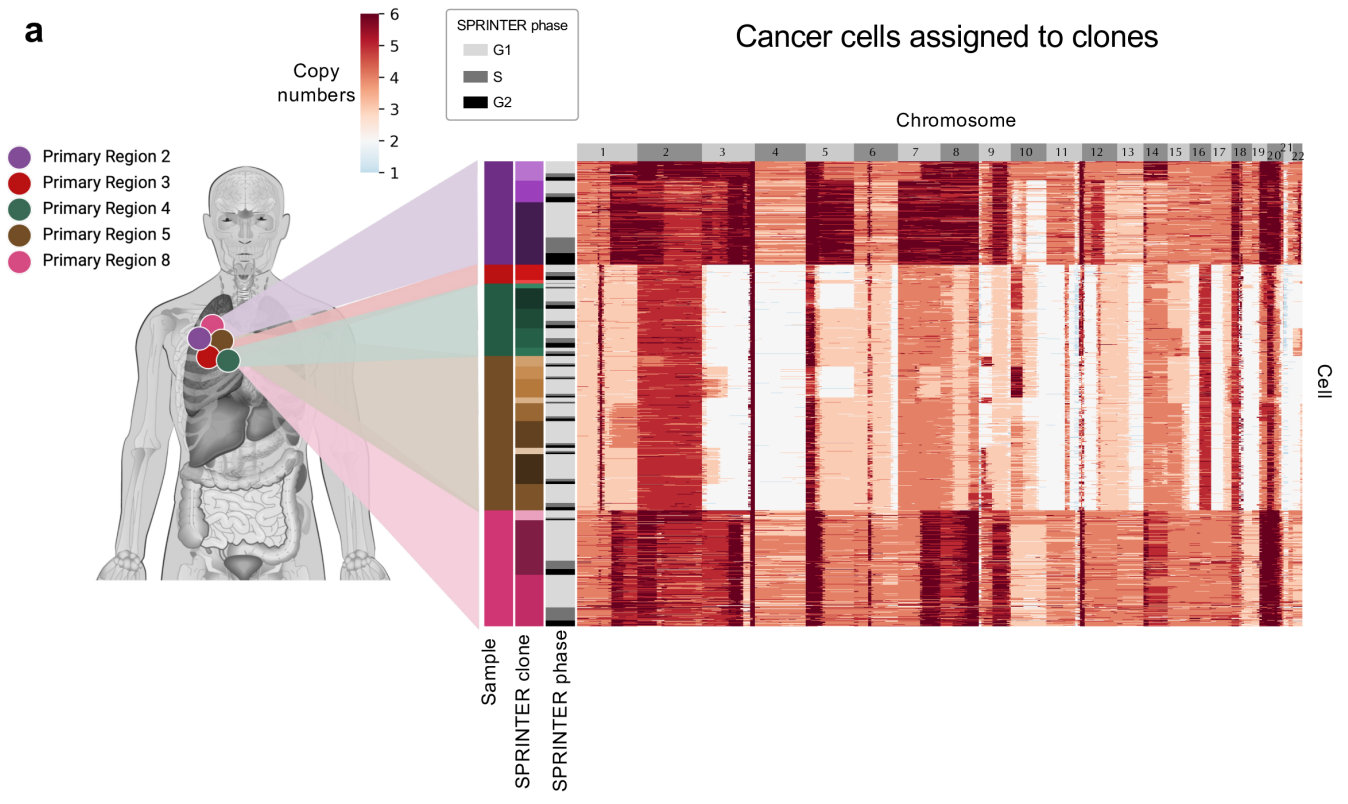 a
Cancer cells assigned to clones
Copy
numbers
6
5
4
3
2
1
SPRINTER phase
G1
S
G2
Primary Region 2
Primary Region 3
Primary Region 4
Primary Region 5
Primary Region 8
Chromosome
1 2 3 4 5 6 7 8 9 10 11 12 13 14 15 16 17 18 19 20 21 22
Cell
Sample
SPRINTER clone
SPRINTER phase